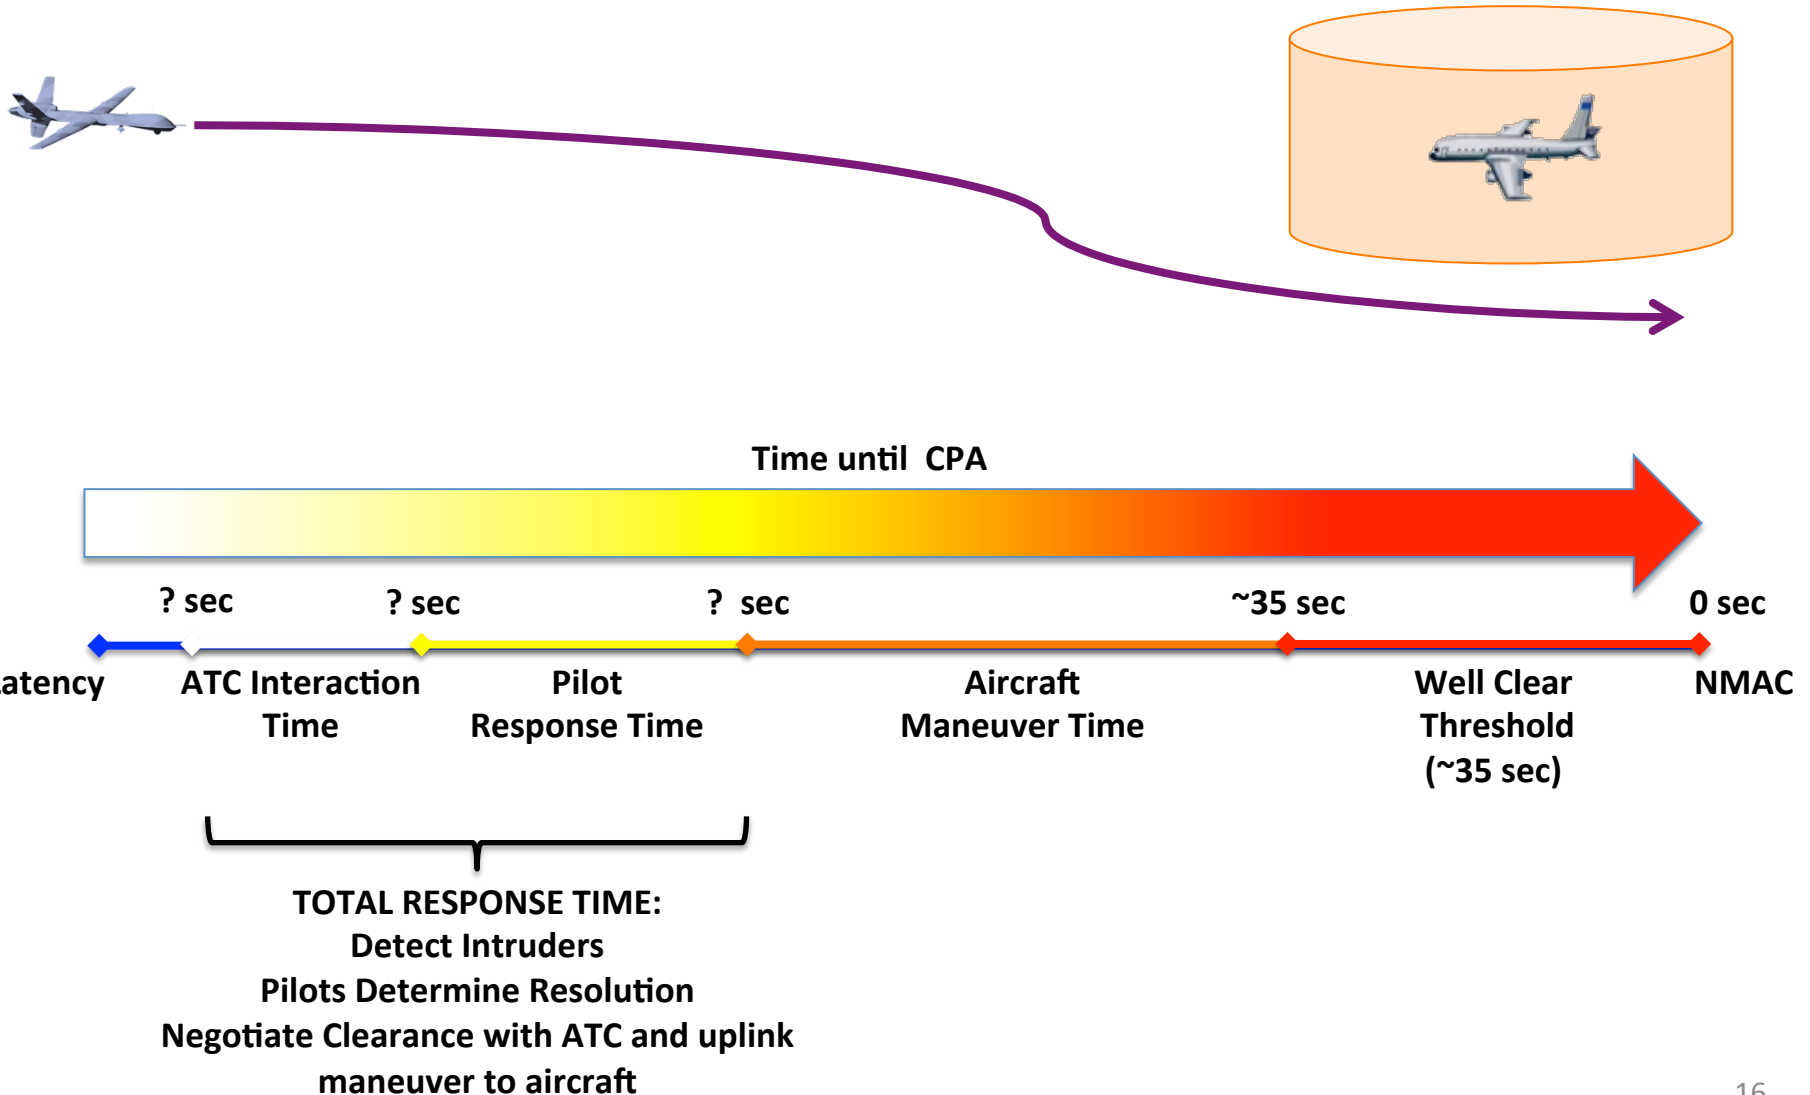 Time until CPA
? sec
? sec
? sec
~35 sec
0 sec
atency
ATC Interaction
Time
Pilot
Response Time
Aircraft
Maneuver Time
Well Clear
Threshold
(~35 sec)
NMAC
TOTAL RESPONSE TIME:
Detect Intruders
Pilots Determine Resolution
Negotiate Clearance with ATC and uplink
maneuver to aircraft
16